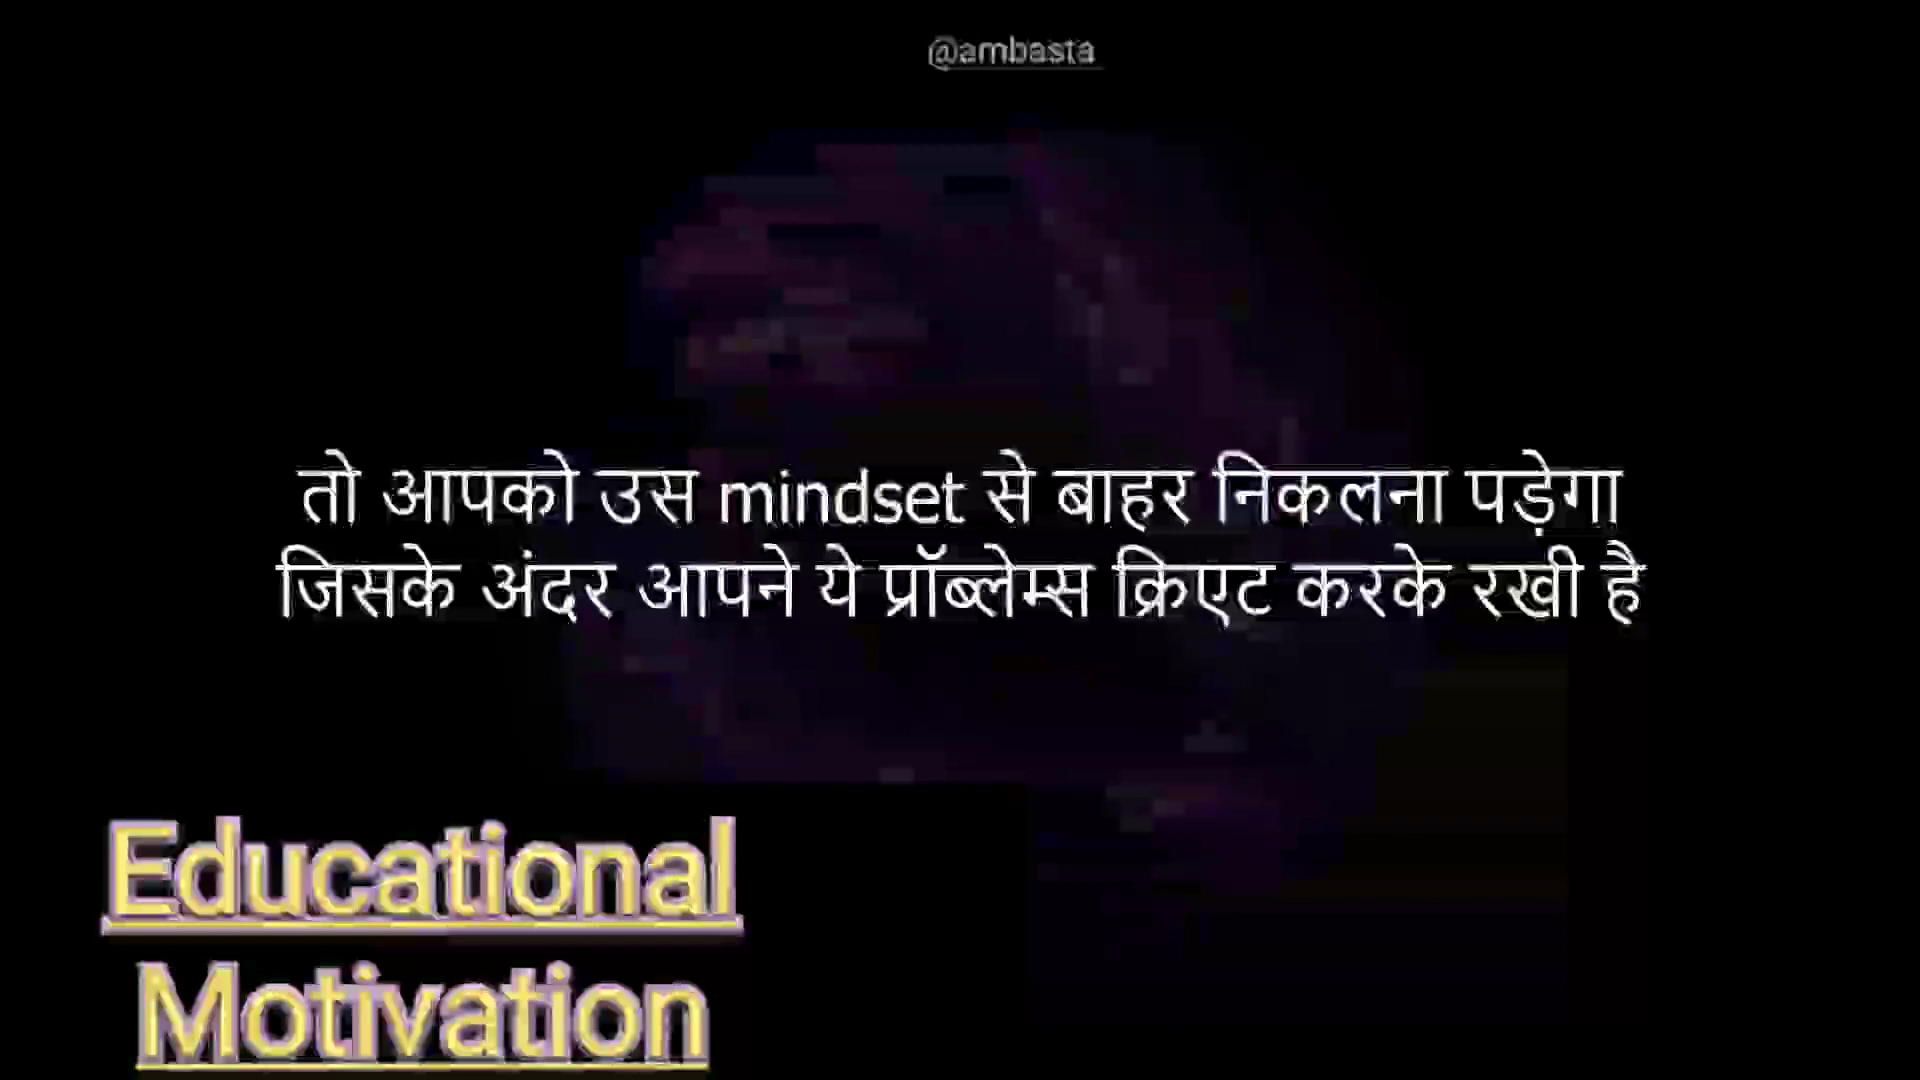 @ambasta
तो आपको उस mindset से बाहर निकलना पड़ेगा
जिसके अंदर आपने ये प्रॉब्लेम्स क्रिएट करके रखी है
Educational
Motivation